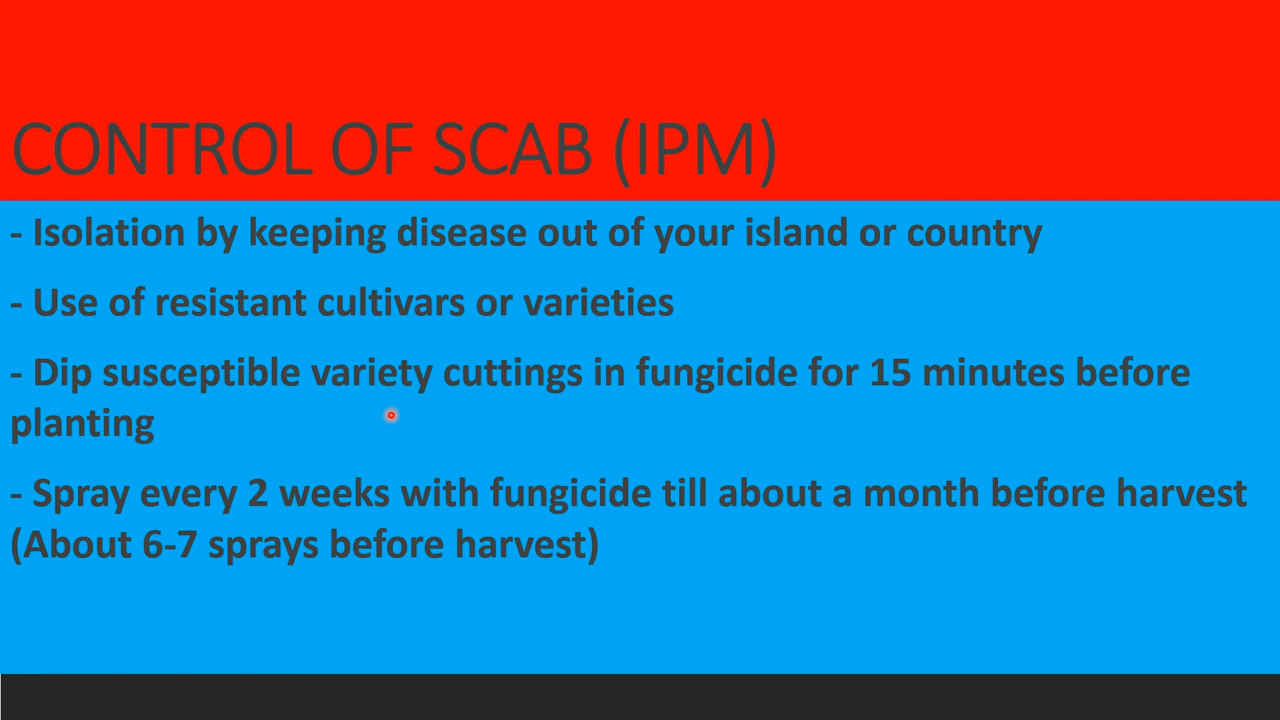 CONTROL OF SCAB (IPM)
- Isolation by keeping disease out of your island or country
- Use of resistant cultivars or varieties
- Dip susceptible variety cuttings in fungicide for 15 minutes before
planting
- Spray every 2 weeks with fungicide till about a month before harvest
(About 6-7 sprays before harvest)